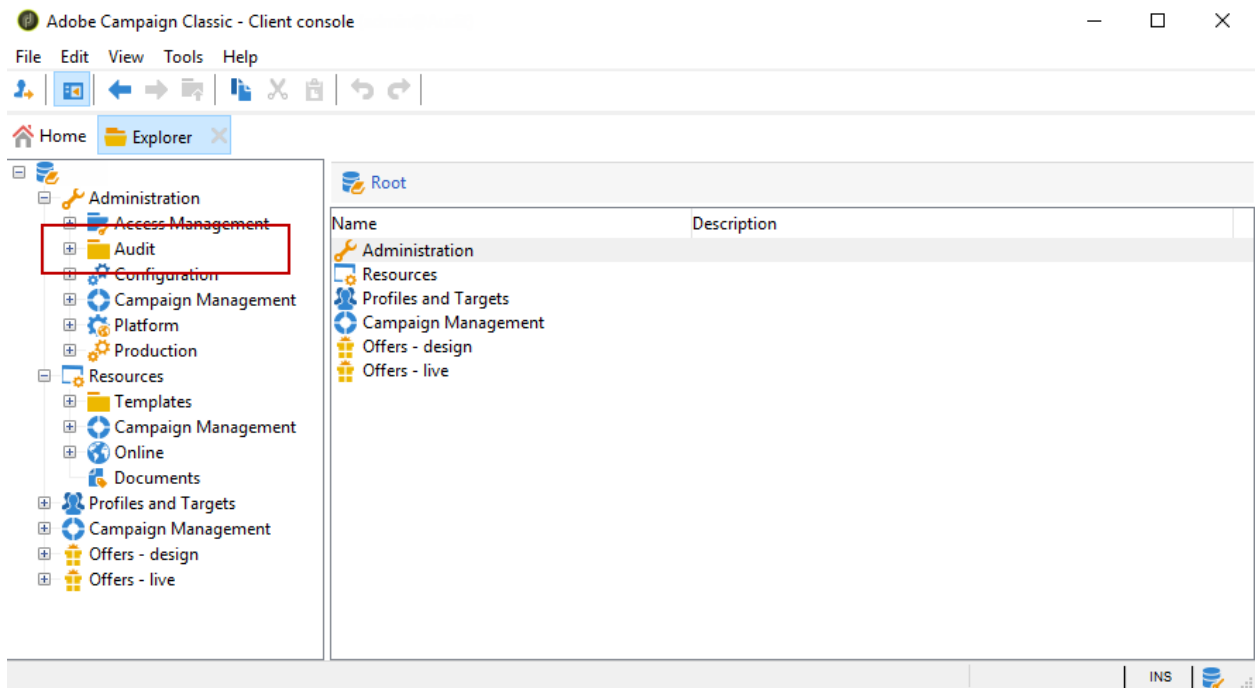 Adobe Campaign Classic - Client console
File Edit View Tools Help
Home Explorer
Administration
Access Management
Audit
Configuration
Campaign Management
Platform
Production
Resources
Templates
Campaign Management
Online
Documents
Profiles and Targets
Campaign Management
Offers - design
Offers - live
Root
Name Description
Administration
Resources
Profiles and Targets
Campaign Management
Offers - design
Offers - live
INS